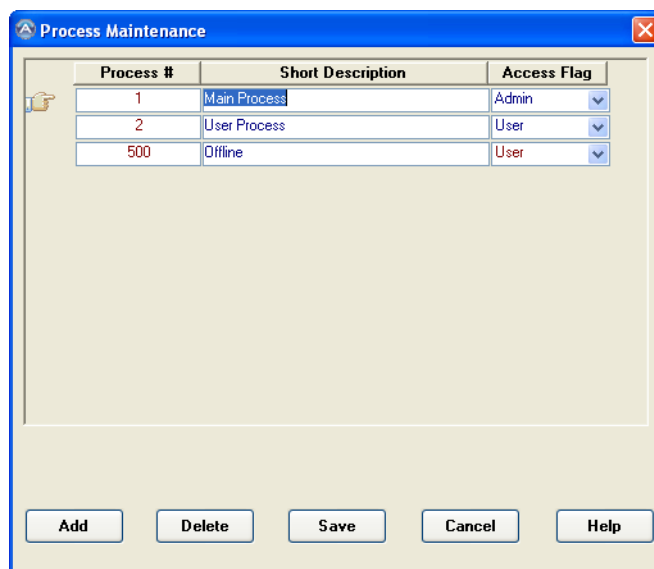 Process Maintenance
Process # Short Description Access Flag
1 Main Process Admin
2 User Process User
500 Offline User
Add Delete Save Cancel Help